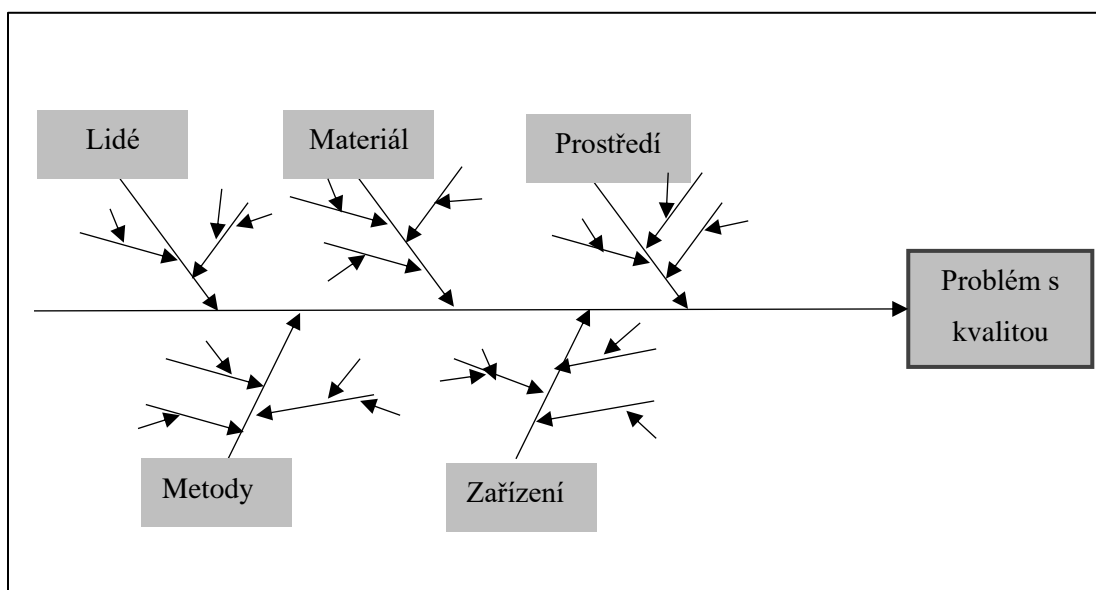 Lidé
Materiál
Prostředí
Problém s
kvalitou
Metody
Zařízení